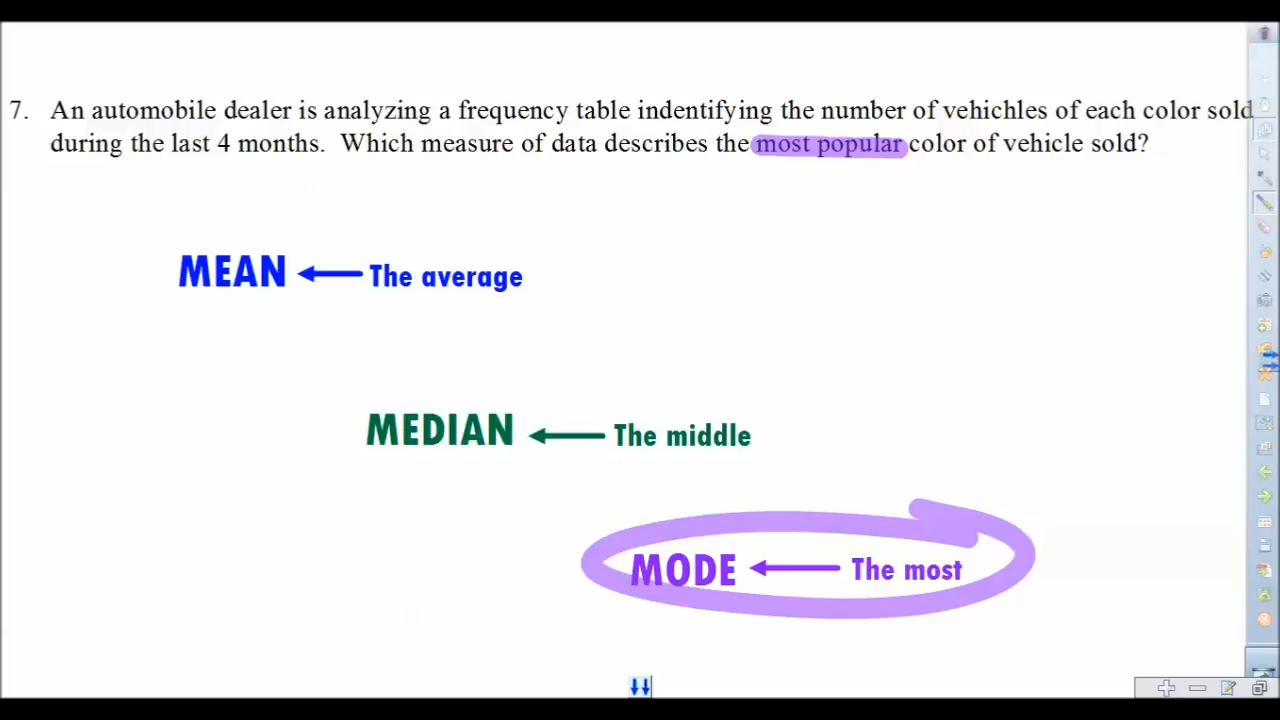 7. An automobile dealer is analyzing a frequency table indentifying the number of vehichles of each color sold
during the last 4 months. Which measure of data describes the most popular color of vehicle sold?
MEAN The average
MEDIAN The middle
MODE The most